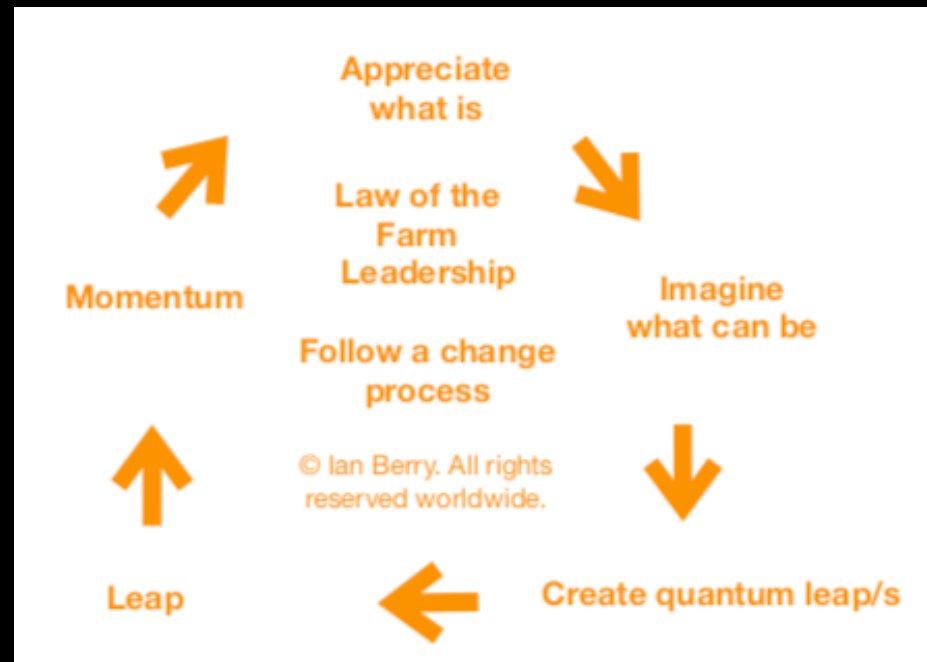 Appreciate
what is
Law of the
Farm
Leadership
Momentum
Imagine
what can be
Follow a change
process
© Ian Berry. All rights
reserved worldwide.
Leap
Create quantum leap/s